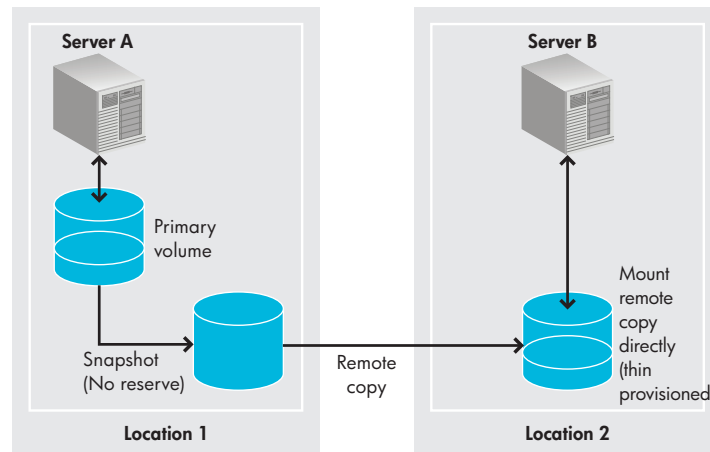 Server A
Primary
volume
Snapshot
(No reserve)
Location 1
Remote
copy
Server B
Mount
remote
copy
directly
(thin
provisioned
Location 2